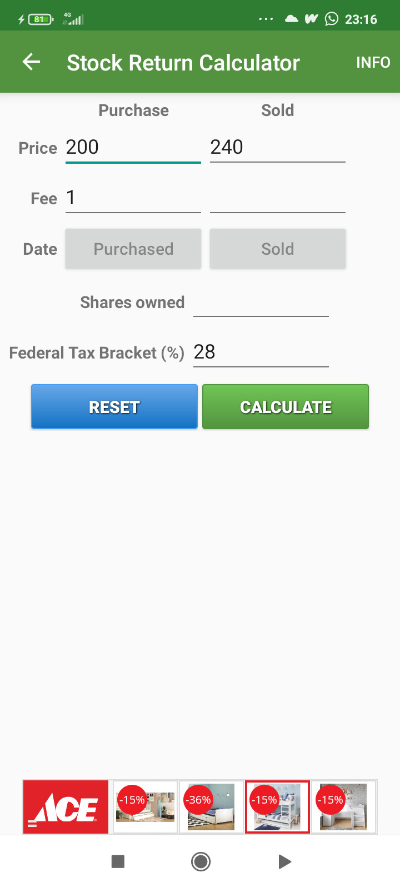 81
4G
23:16
Stock Return Calculator
INFO
Purchase Sold
Price 200 240
Fee 1
Date Purchased Sold
Shares owned
Federal Tax Bracket (%) 28
RESET CALCULATE
ACE -15% -36% -15% -15%